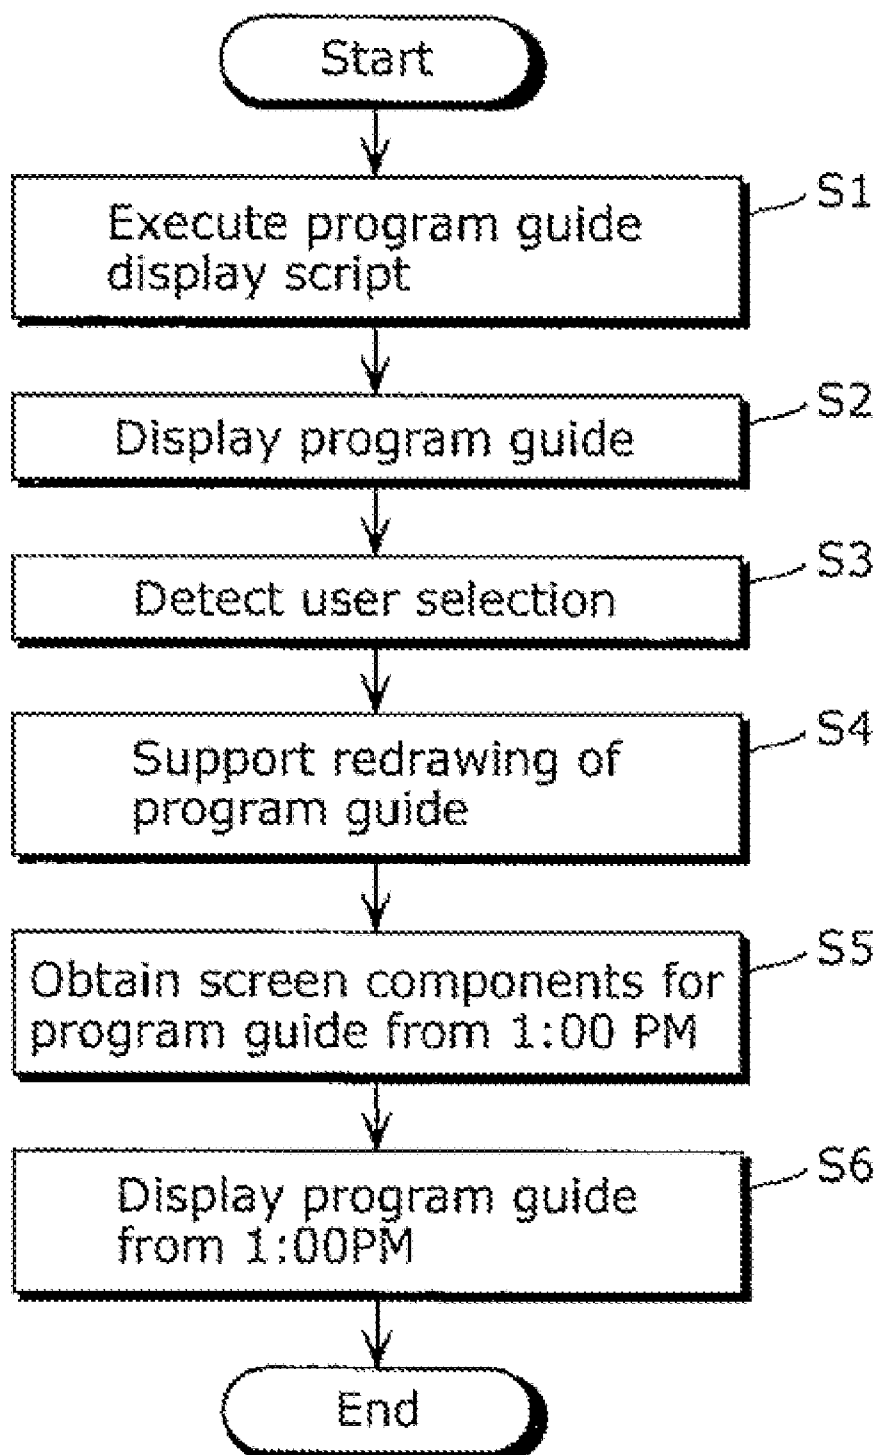 Start
S1
Execute program guide
display script
S2
Display program guide
S3
Detect user selection
S4
Support redrawing of
program guide
S5
Obtain screen components for
program guide from 1:00 PM
S6
Display program guide
from 1:00PM
End